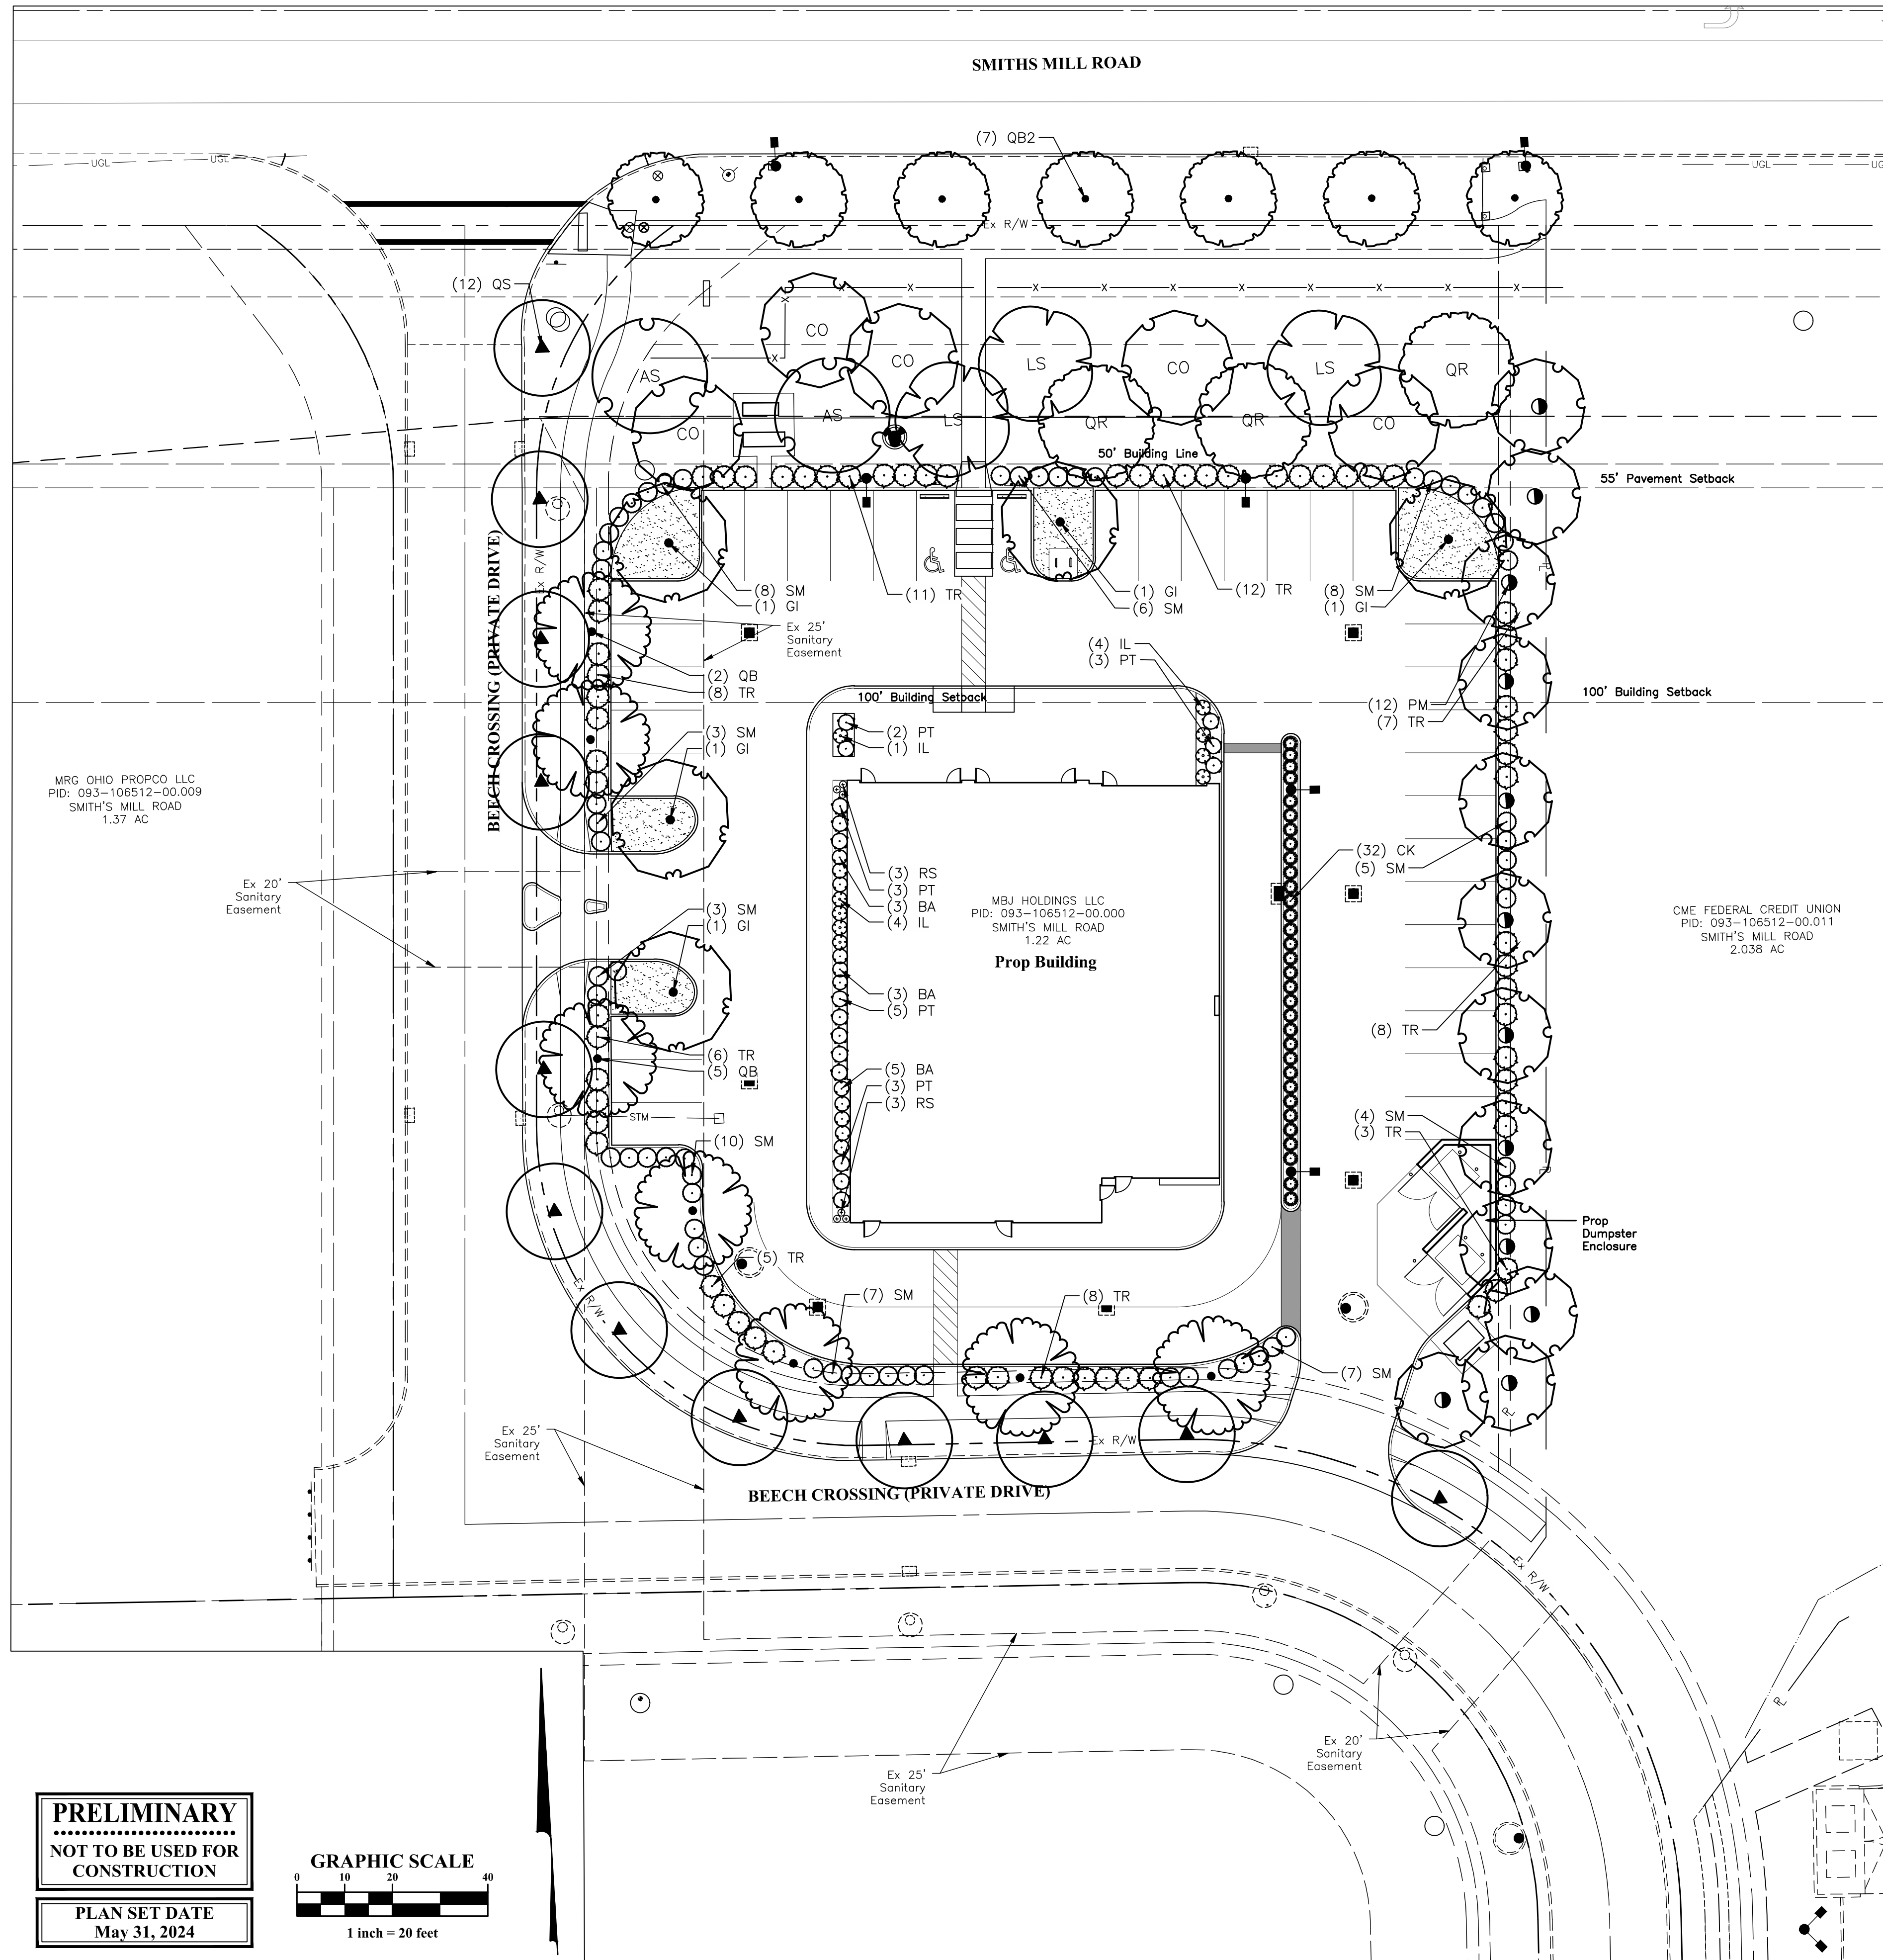 SMITHS MILL ROAD
(7) QB2
UGL
UGL
UGL
Ex R/W
(12) QS
CO
CO
LS
CO
LS
QR
AS
CO
AS
LS
QR
QR
CO
50' Building Line
55' Pavement Setback
BEECH CROSSING (PRIVATE DRIVE)
Ex R/W
(8) SM
(1) GI
(11) TR
(1) GI
(6) SM
(12) TR
(8) SM
(1) GI
Ex 25'
Sanitary
Easement
(4) IL
(3) PT
(2) QB
(8) TR
100' Building Setback
100' Building Setback
(12) PM
(7) TR
(3) SM
(1) GI
(2) PT
(1) IL
MRG OHIO PROPCO LLC
PID: 093-106512-00.009
SMITH'S MILL ROAD
1.37 AC
(32) CK
(5) SM
Ex 20'
Sanitary
Easement
(3) RS
(3) PT
(3) BA
(4) IL
MBJ HOLDINGS LLC
PID: 093-106512-00.000
SMITH'S MILL ROAD
1.22 AC
Prop Building
CME FEDERAL CREDIT UNION
PID: 093-106512-00.011
SMITH'S MILL ROAD
2.038 AC
(3) SM
(1) GI
(3) BA
(5) PT
(8) TR
(6) TR
(5) QB
(5) BA
(3) PT
(3) RS
STM
(10) SM
(4) SM
(3) TR
Prop
Dumpster
Enclosure
(5) TR
Ex R/W
(7) SM
(8) TR
(7) SM
Ex 25'
Sanitary
Easement
Ex R/W
BEECH CROSSING (PRIVATE DRIVE)
Ex R/W
Ex 25'
Sanitary
Easement
Ex 20'
Sanitary
Easement
PRELIMINARY
NOT TO BE USED FOR
CONSTRUCTION
PLAN SET DATE
May 31, 2024
GRAPHIC SCALE
0 10 20 40
1 inch = 20 feet